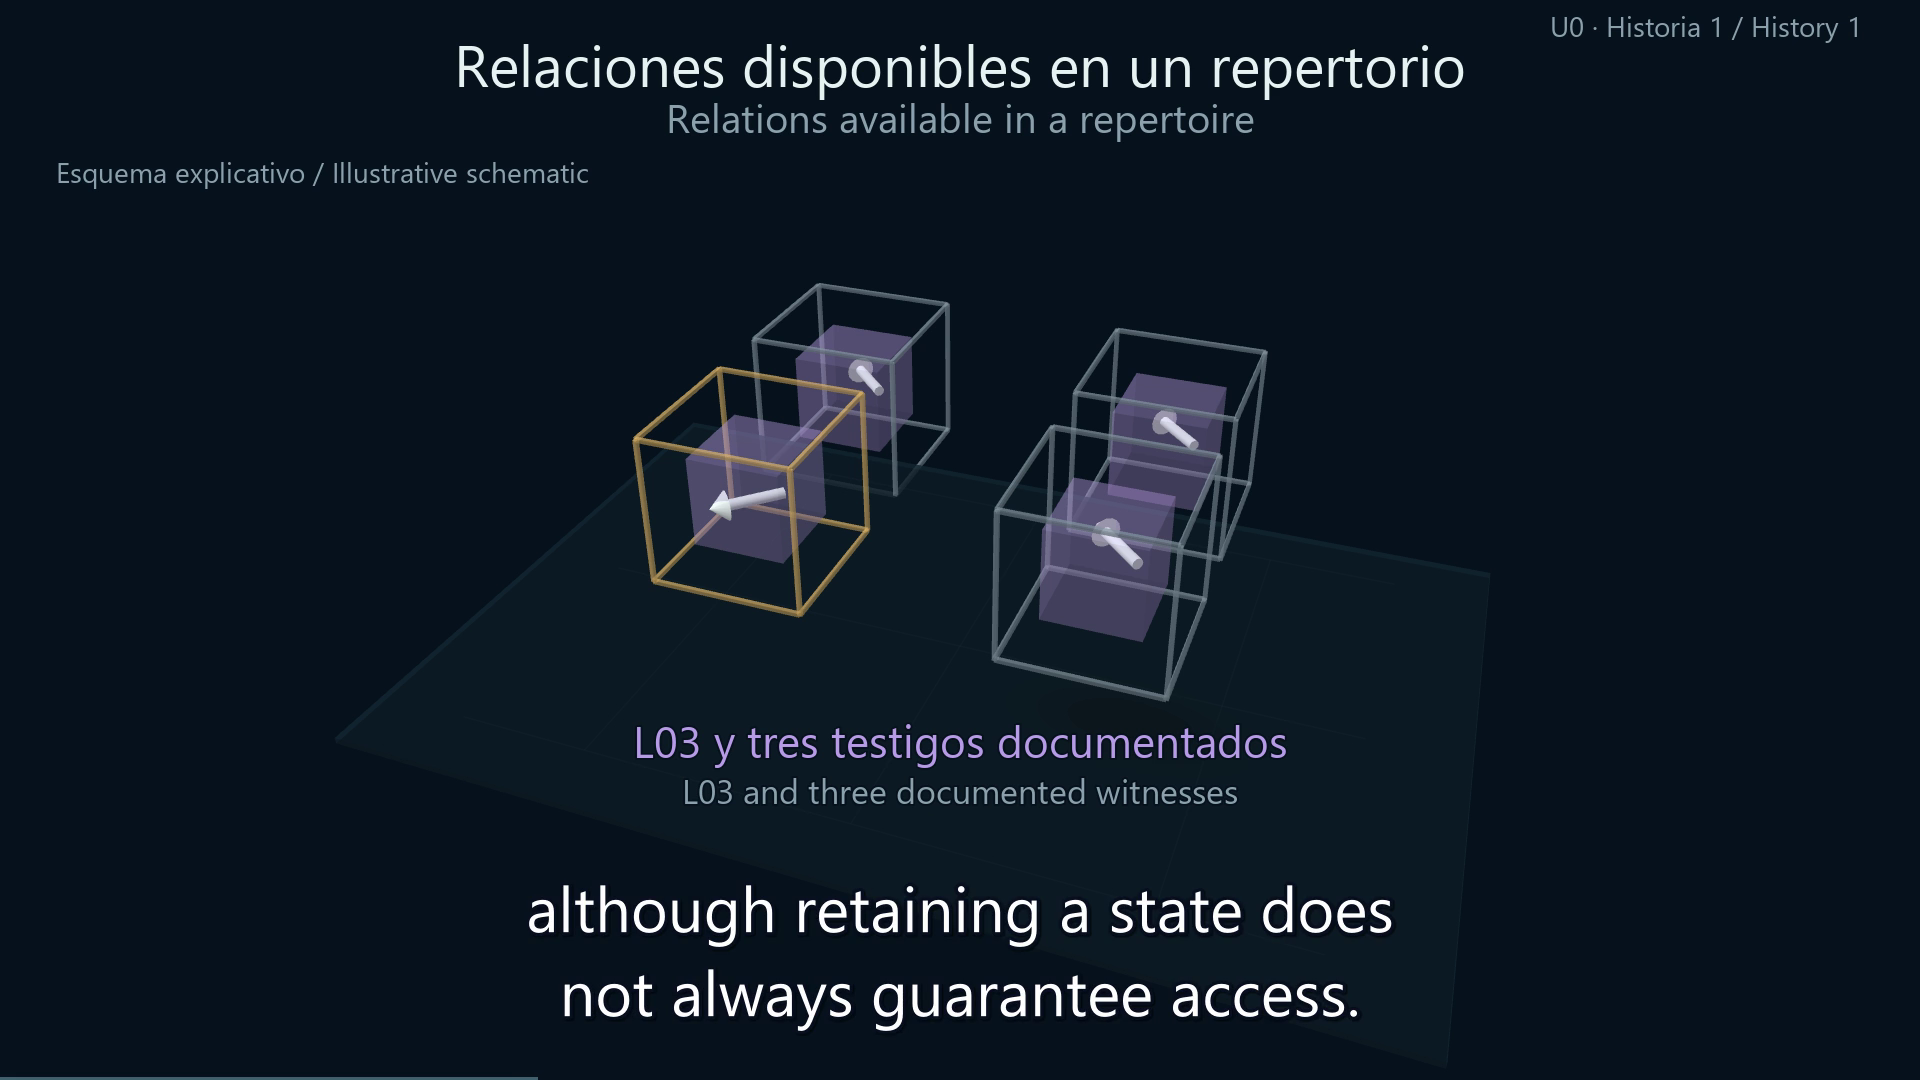 U0 · Historia 1 / History 1
Relaciones disponibles en un repertorio
Relations available in a repertoire
Esquema explicativo / Illustrative schematic
L03 y tres testigos documentados
L03 and three documented witnesses
although retaining a state does
not always guarantee access.